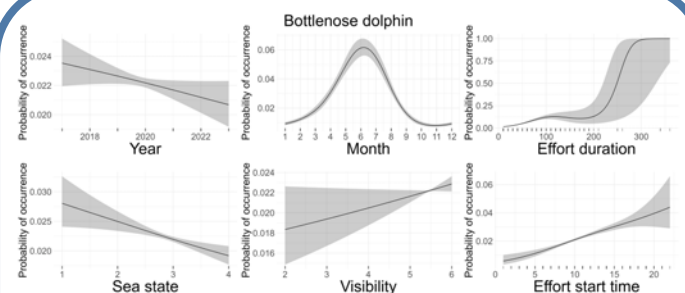 Bottlenose dolphin
Probability of occurrence
0.024
0.022
0.020
2018 2020 2022
Year
Probability of occurrence
0.06
0.04
0.02
1 2 3 4 5 6 7 8 9 10 11 12
Month
Probability of occurrence
1.00
0.75
0.50
0.25
0.00
0 100 200 300
Effort duration
Probability of occurrence
0.030
0.025
0.020
1 2 3 4
Sea state
Probability of occurrence
0.024
0.022
0.020
0.018
0.016
2 3 4 5 6
Visibility
Probability of occurrence
0.06
0.04
0.02
0 5 10 15 20
Effort start time